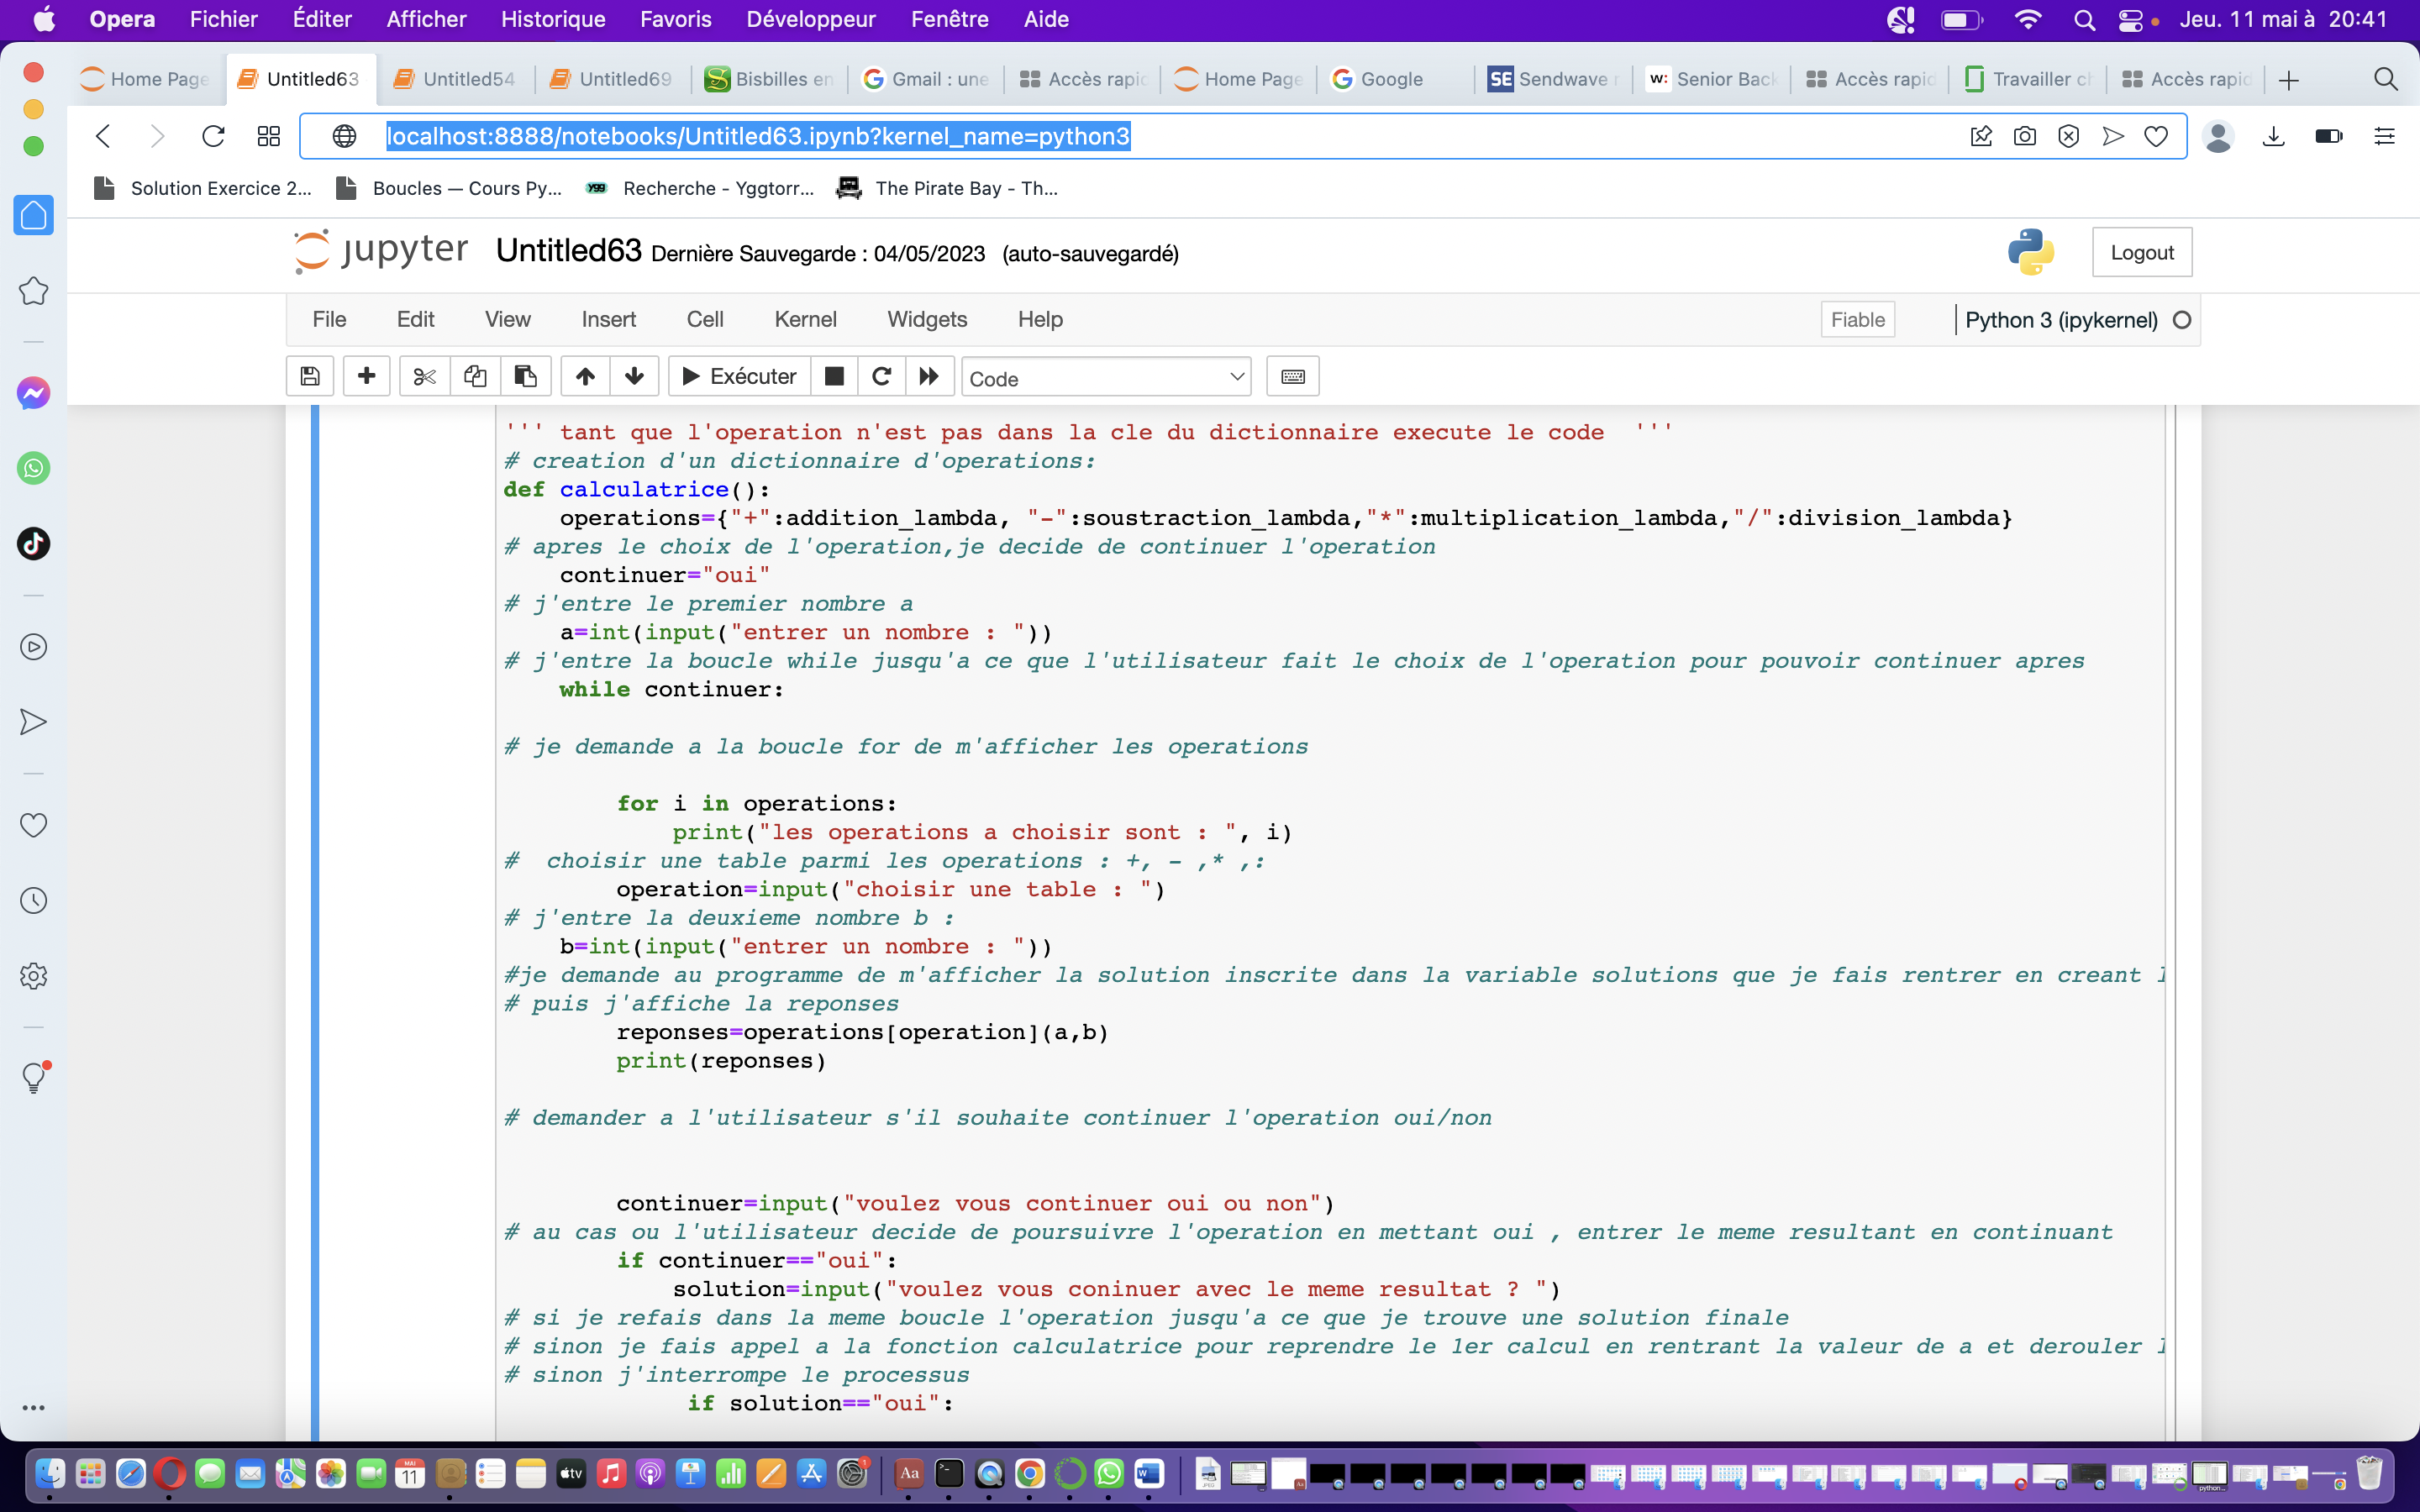 Opera Fichier Éditer Afficher Historique Favoris Développeur Fenêtre Aide Jeu. 11 mai à 20:41
Home Page Untitled63 Untitled54 Untitled69 Bisbilles en Gmail : une Accès rapid Home Page Google SE Sendwave r w: Senior Back Accès rapid Travailler ch Accès rapid
localhost:8888/notebooks/Untitled63.ipynb?kernel_name=python3
Solution Exercice 2... Boucles — Cours Py... ygg Recherche - Yggtorr... The Pirate Bay - Th...
jupyter Untitled63 Dernière Sauvegarde : 04/05/2023 (auto-sauvegardé) Logout
File Edit View Insert Cell Kernel Widgets Help Fiable Python 3 (ipykernel)
Exécuter Code
''' tant que l'operation n'est pas dans la cle du dictionnaire execute le code '''
# creation d'un dictionnaire d'operations:
def calculatrice():
operations={"+":addition_lambda, "-":soustraction_lambda,"*":multiplication_lambda,"/":division_lambda}
# apres le choix de l'operation,je decide de continuer l'operation
continuer="oui"
# j'entre le premier nombre a
a=int(input("entrer un nombre : "))
# j'entre la boucle while jusqu'a ce que l'utilisateur fait le choix de l'operation pour pouvoir continuer apres
while continuer:
# je demande a la boucle for de m'afficher les operations
for i in operations:
print("les operations a choisir sont : ", i)
# choisir une table parmi les operations : +, - ,* ,:
operation=input("choisir une table : ")
# j'entre la deuxieme nombre b :
b=int(input("entrer un nombre : "))
#je demande au programme de m'afficher la solution inscrite dans la variable solutions que je fais rentrer en creant l
# puis j'affiche la reponses
reponses=operations[operation](a,b)
print(reponses)
# demander a l'utilisateur s'il souhaite continuer l'operation oui/non
continuer=input("voulez vous continuer oui ou non")
# au cas ou l'utilisateur decide de poursuivre l'operation en mettant oui , entrer le meme resultant en continuant
if continuer=="oui":
solution=input("voulez vous coninuer avec le meme resultat ? ")
# si je refais dans la meme boucle l'operation jusqu'a ce que je trouve une solution finale
# sinon je fais appel a la fonction calculatrice pour reprendre le 1er calcul en rentrant la valeur de a et derouler l
# sinon j'interrompe le processus
if solution=="oui":
MAI 11 tv 1 Aa W JPEG python...